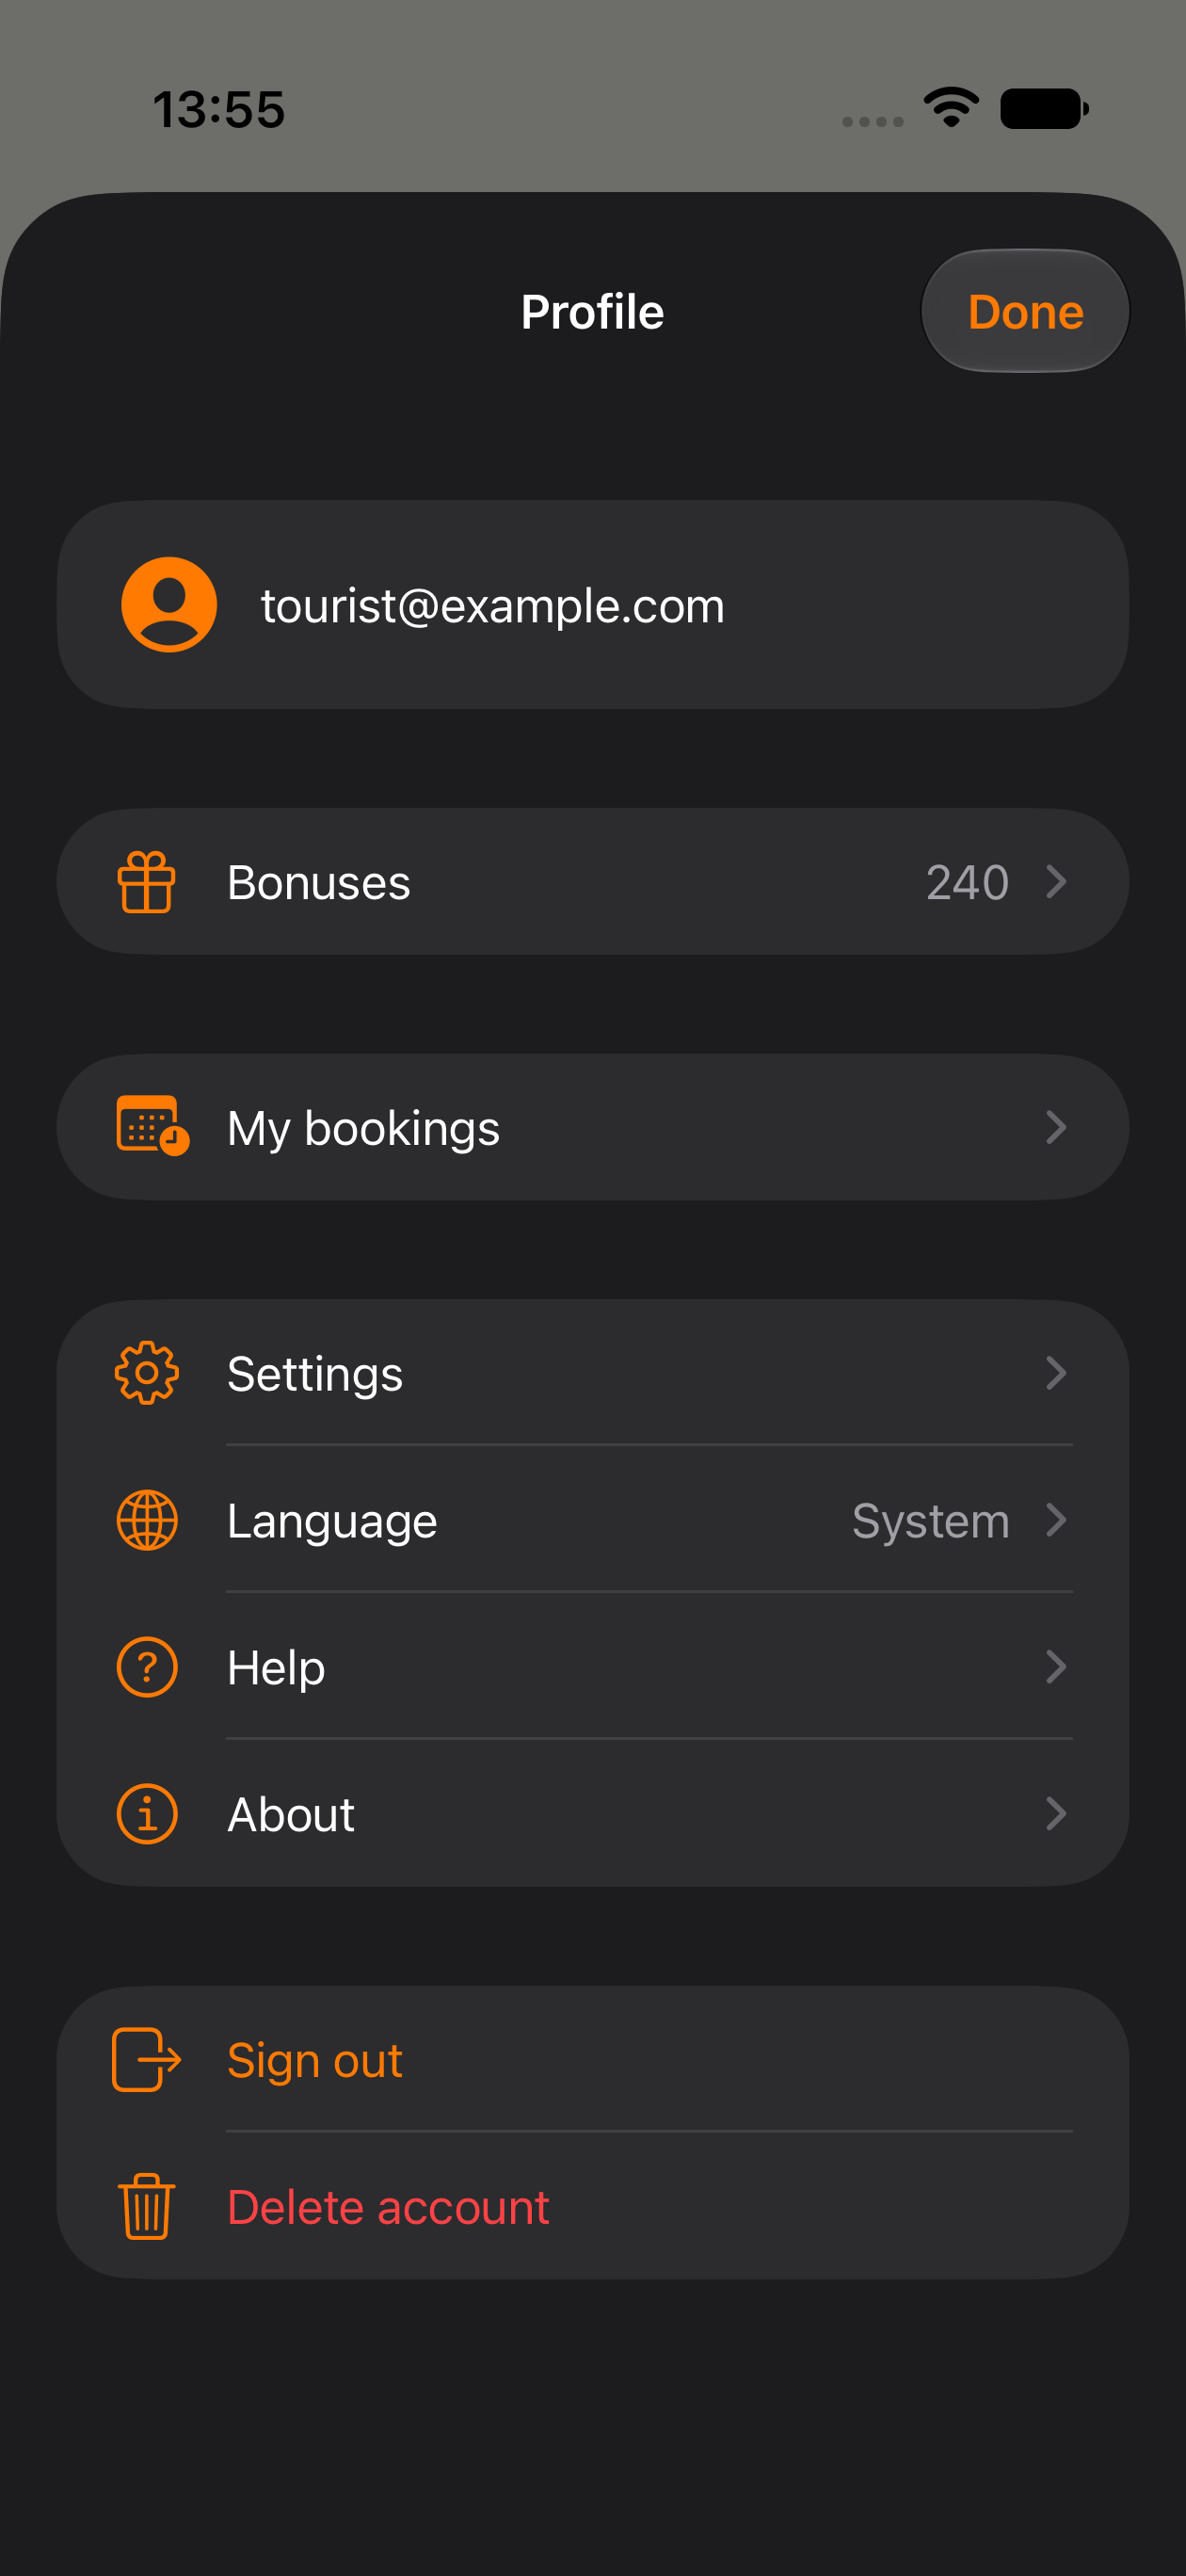 13:55
Profile
Done
tourist@example.com
Bonuses 240
My bookings
Settings
Language System
Help
About
Sign out
Delete account